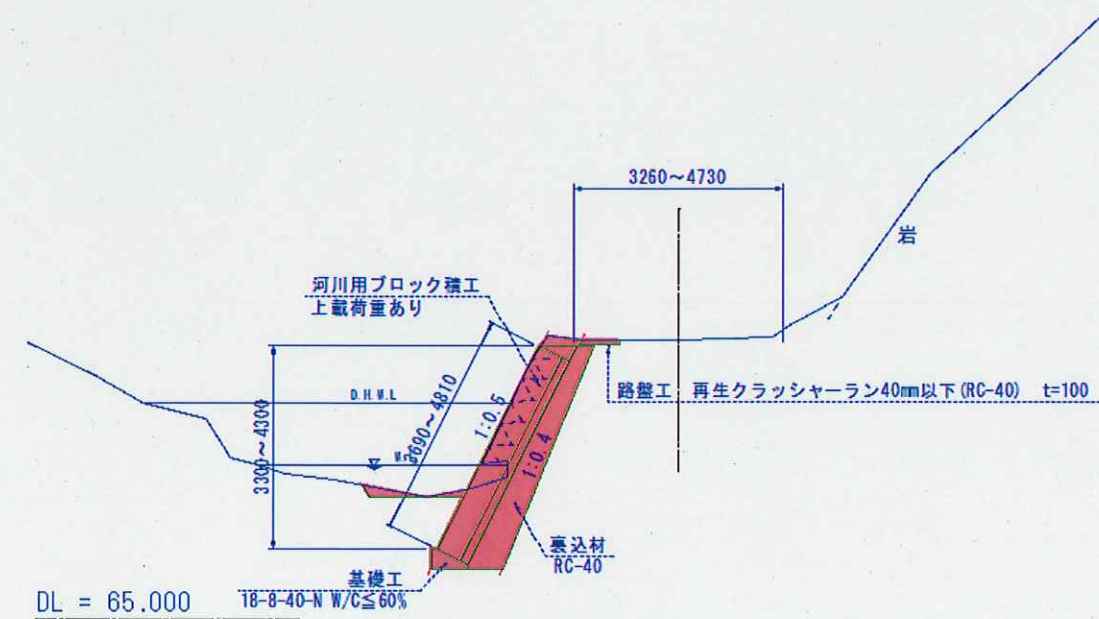 3260～4730
岩
河川用ブロック積工
上載荷重あり
D.H.W.L
3690～4810
1:0.5
3300～4300
1:0.4
路盤工 再生クラッシャーラン40mm以下(RC-40) t=100
裏込材
RC-40
基礎工
18-8-40-N W/C≦60%
DL = 65.000